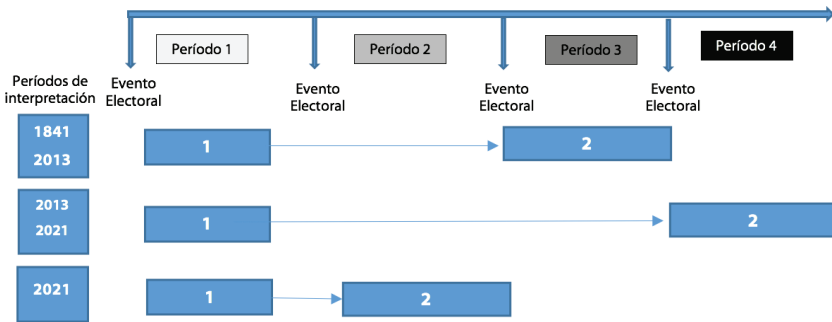 Período 1
Período 2
Período 3
Período 4
Períodos de
interpretación
Evento
Electoral
Evento
Electoral
Evento
Electoral
Evento
Electoral
1841
2013
1
2
2013
2021
1
2
2021
1
2